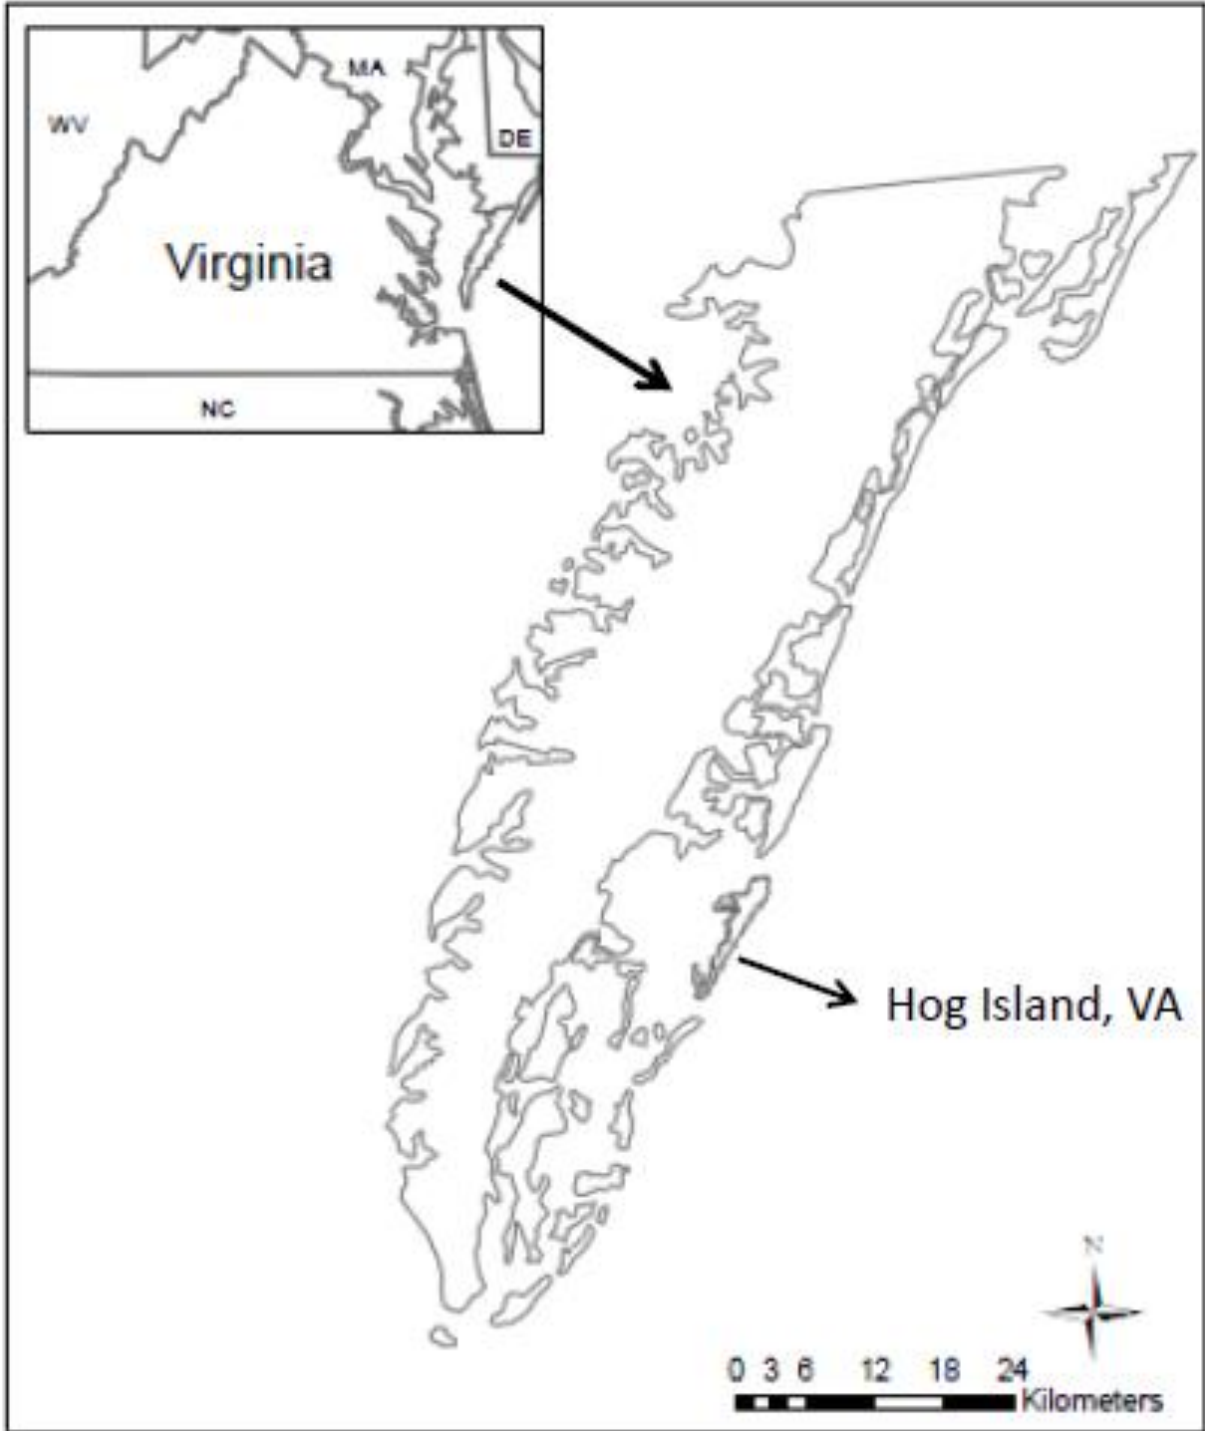 MA
WV
DE
Virginia
NC
Hog Island, VA
N
0 3 6 12 18 24
Kilometers